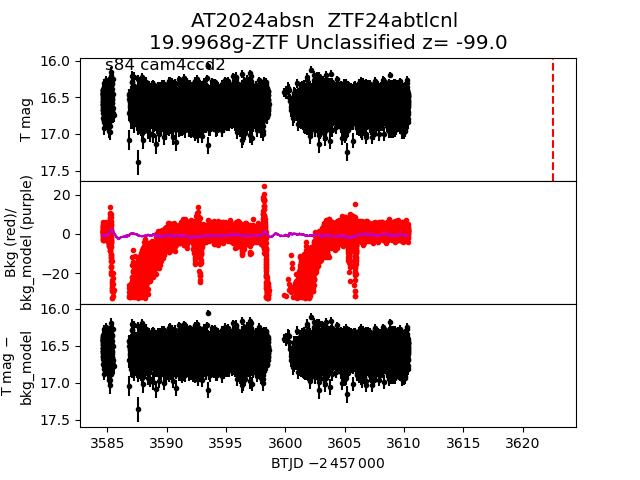 AT2024absn  ZTF24abtlcnl
19.9968g-ZTF Unclassified z= -99.0
s84 cam4ccd2
16.0
16.5
17.0
17.5
T mag
20
0
−20
Bkg (red)/
bkg_model (purple)
16.0
16.5
17.0
17.5
T mag −
bkg_model
3585
3590
3595
3600
3605
3610
3615
3620
BTJD −2 457 000